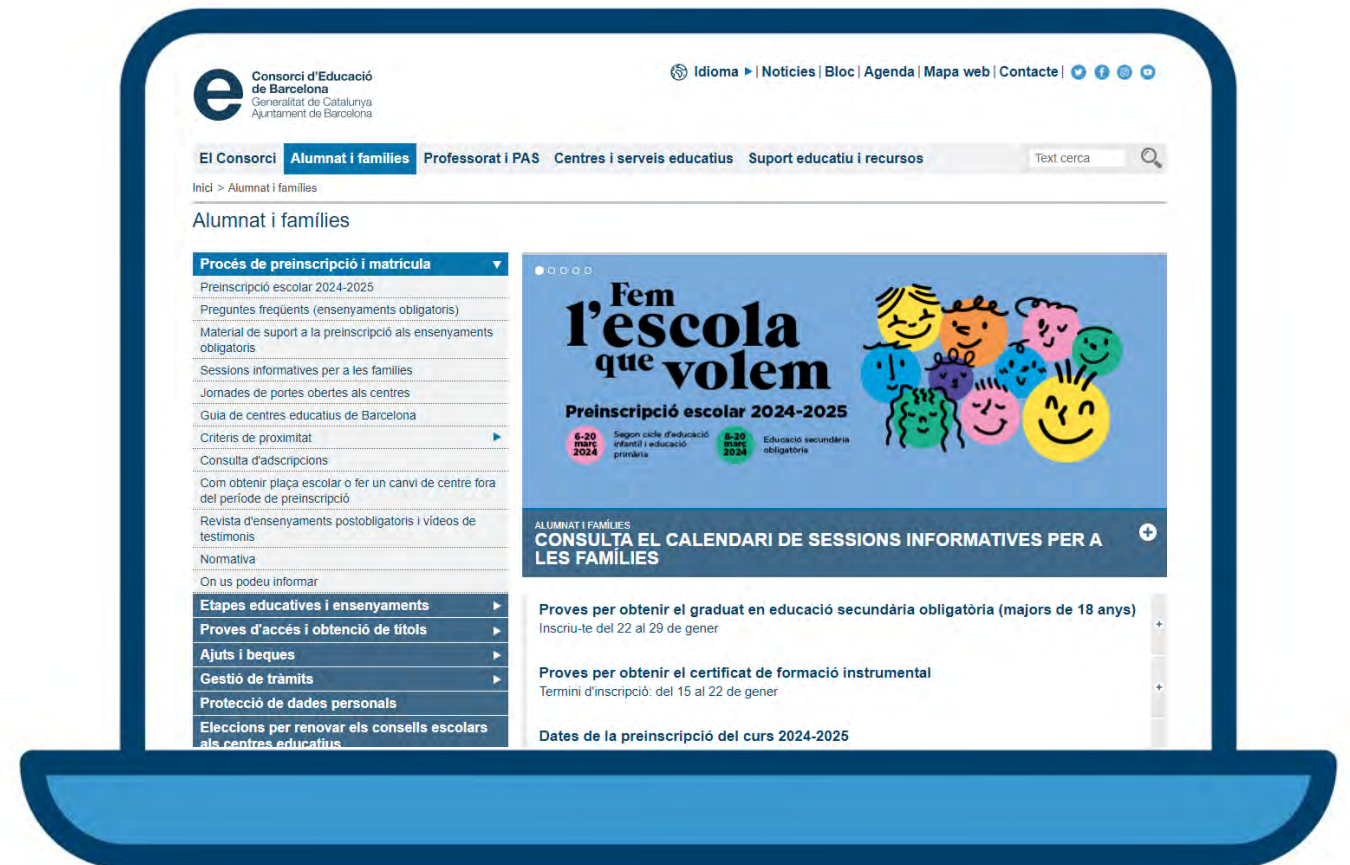 Consorci d'Educació
de Barcelona
Generalitat de Catalunya
Ajuntament de Barcelona
Idioma | Notícies | Bloc | Agenda | Mapa web | Contacte |
El Consorci Alumnat i famílies Professorat i PAS Centres i serveis educatius Suport educatiu i recursos Text cerca
Inici > Alumnat i famílies
Alumnat i famílies
Procés de preinscripció i matrícula
Preinscripció escolar 2024-2025
Preguntes freqüents (ensenyaments obligatoris)
Material de suport a la preinscripció als ensenyaments
obligatoris
Sessions informatives per a les famílies
Jornades de portes obertes als centres
Guia de centres educatius de Barcelona
Criteris de proximitat
Consulta d'adscripcions
Com obtenir plaça escolar o fer un canvi de centre fora
del període de preinscripció
Revista d'ensenyaments postobligatoris i vídeos de
testimonis
Normativa
On us podeu informar
Etapes educatives i ensenyaments
Proves d'accés i obtenció de títols
Ajuts i beques
Gestió de tràmits
Protecció de dades personals
Eleccions per renovar els consells escolars
als centres educatius
Fem
l'escola
que volem
Preinscripció escolar 2024-2025
6-20
març
2024
Segon cicle d'educació
infantil i educació
primària
8-20
març
2024
Educació secundària
obligatòria
ALUMNAT I FAMÍLIES
CONSULTA EL CALENDARI DE SESSIONS INFORMATIVES PER A
LES FAMÍLIES
Proves per obtenir el graduat en educació secundària obligatòria (majors de 18 anys)
Inscriu-te del 22 al 29 de gener
Proves per obtenir el certificat de formació instrumental
Termini d'inscripció: del 15 al 22 de gener
Dates de la preinscripció del curs 2024-2025